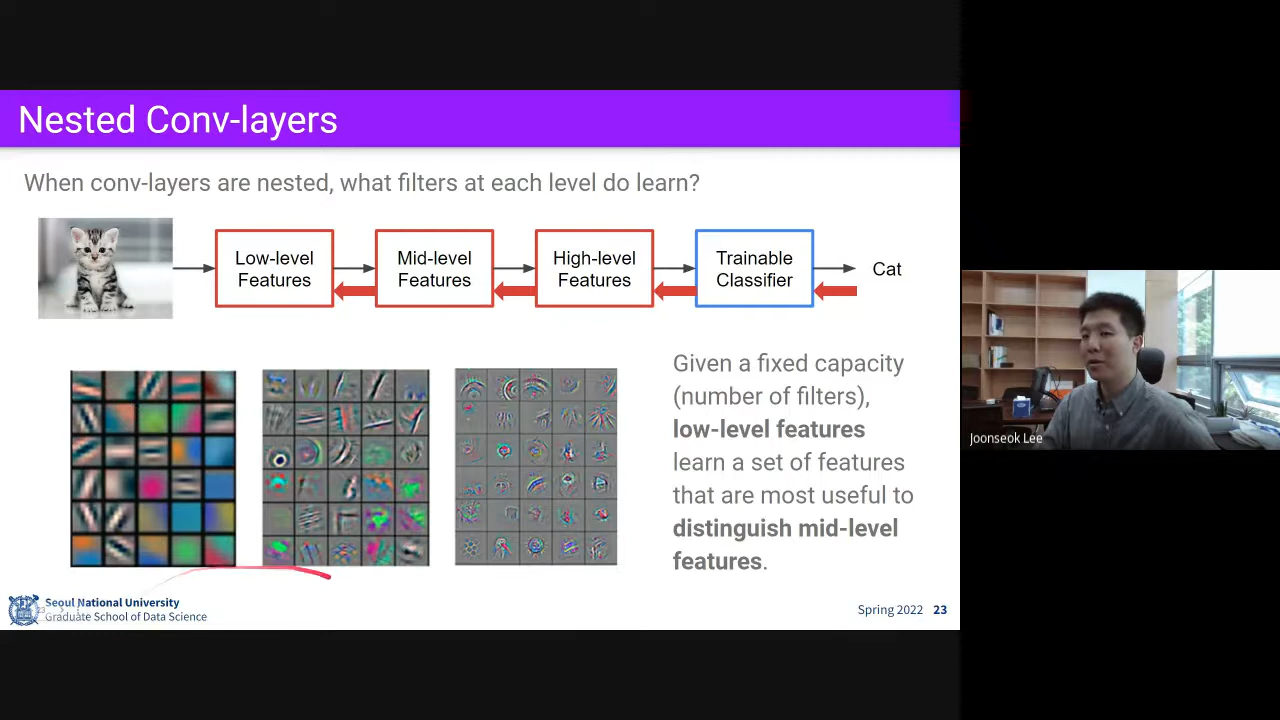 Nested Conv-layers
When conv-layers are nested, what filters at each level do learn?
Low-level
Features
Mid-level
Features
High-level
Features
Trainable
Classifier
Cat
Given a fixed capacity
(number of filters),
low-level features
learn a set of features
that are most useful to
distinguish mid-level
features.
Joonseok Lee
Seoul National University
Graduate School of Data Science
Spring 2022 23